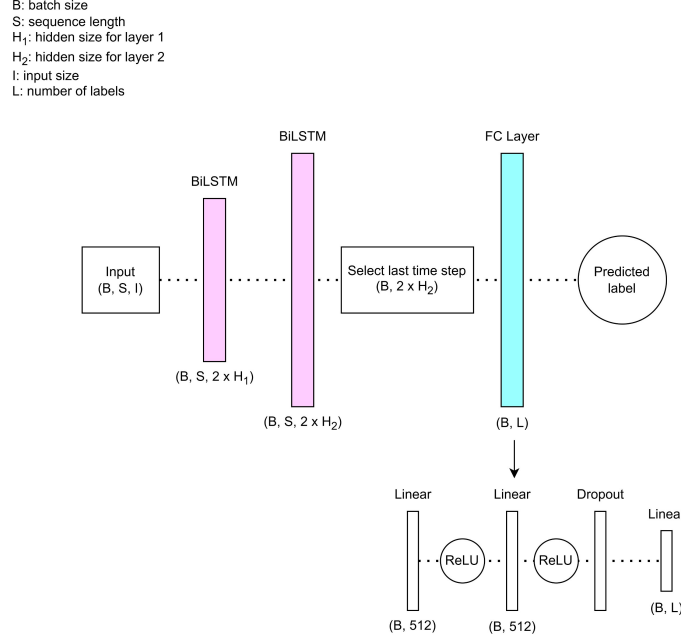 B: batch size
S: sequence length
H₁: hidden size for layer 1
H₂: hidden size for layer 2
I: input size
L: number of labels
BiLSTM
FC Layer
BiLSTM
Input
(B, S, I)
Select last time step
(B, 2 x H₂)
Predicted
label
(B, S, 2 x H₁)
(B, S, 2 x H₂)
(B, L)
Linear
Linear
Dropout
Linea
ReLU
ReLU
(B, L)
(B, 512)
(B, 512)